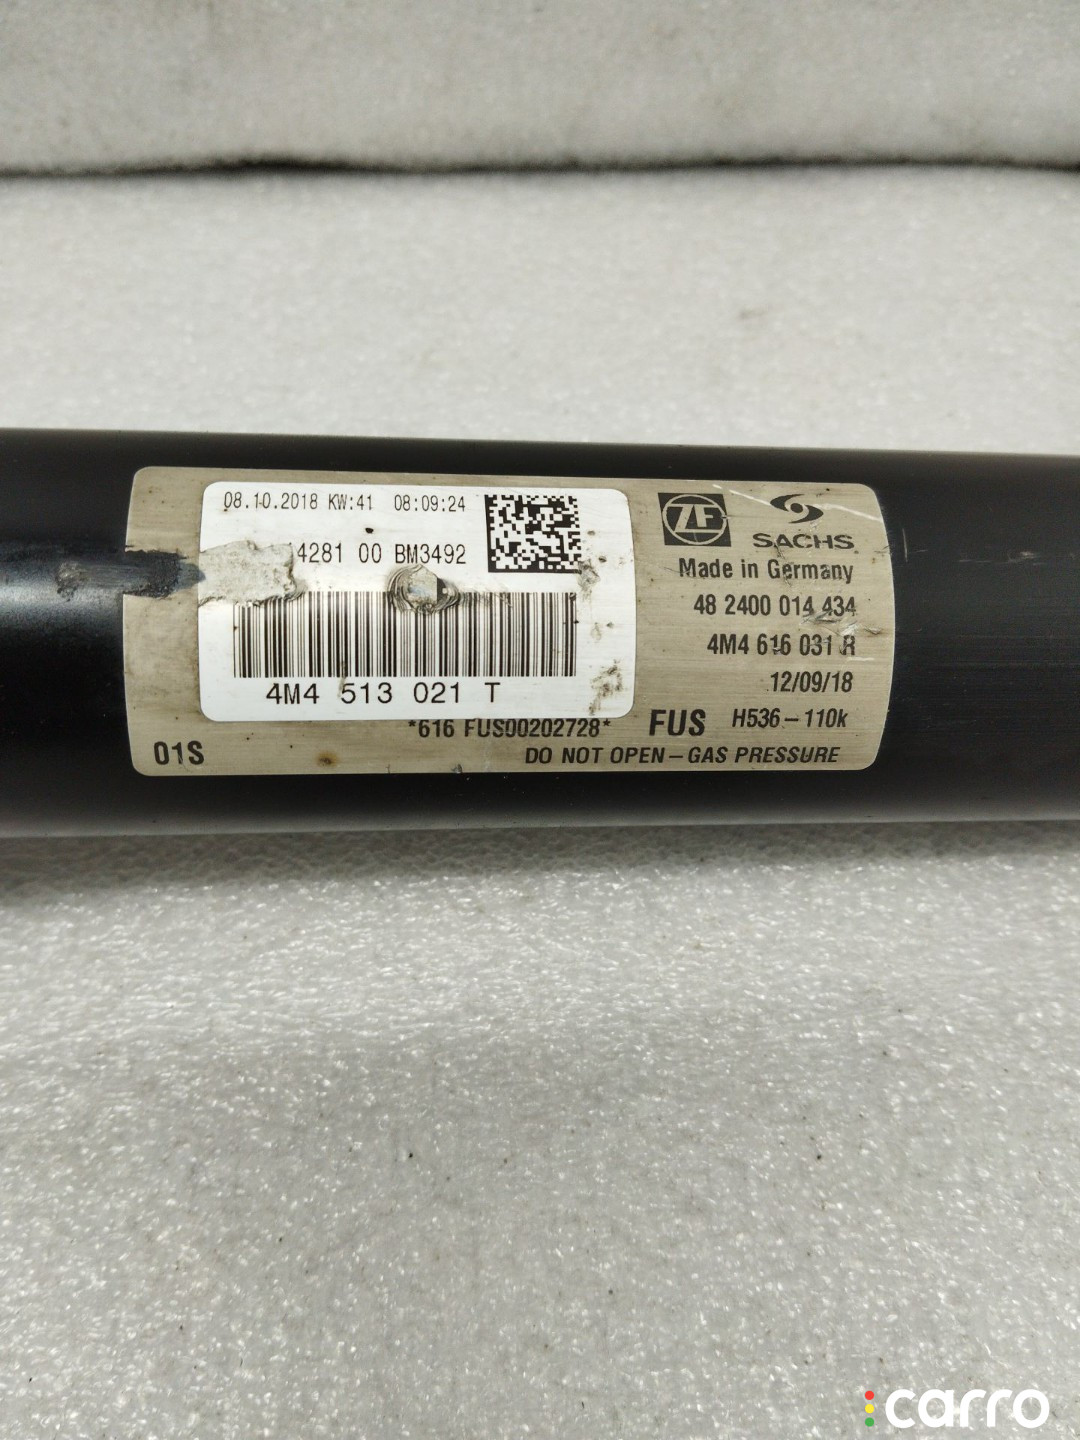 08.10.2018 KW:41 08:09:24
4281 00 BM3492
4M4 513 021 T
ZF SACHS
Made in Germany
48 2400 014 434
4M4 616 031 R
12/09/18
*616 FUS00202728* FUS H536-110k
01S DO NOT OPEN-GAS PRESSURE
carro